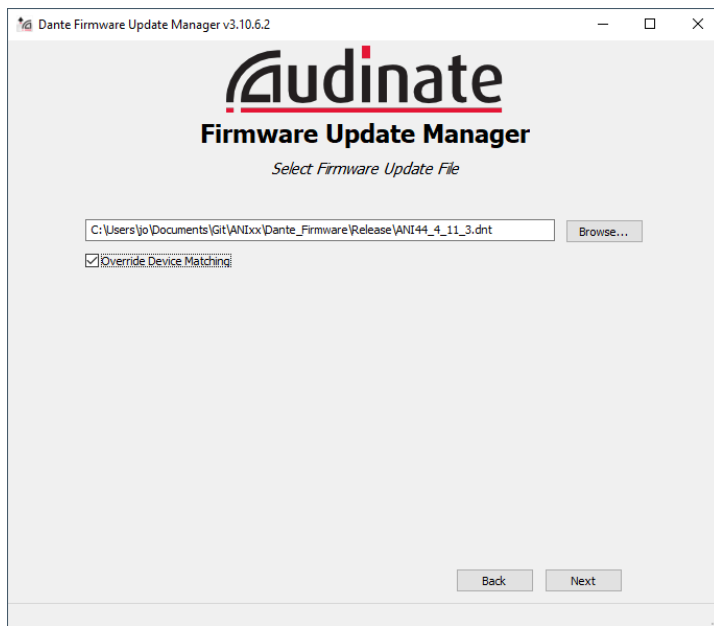 Dante Firmware Update Manager v3.10.6.2
Audinate
Firmware Update Manager
Select Firmware Update File
C:\Users\jo\Documents\Git\ANIxx\Dante_Firmware\Release\ANI44_4_11_3.dnt
Browse...
Override Device Matching
Back
Next